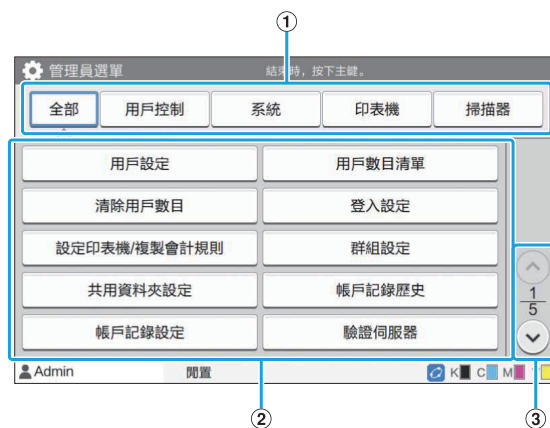 ①
管理員選單
結束時，按下主鍵。
全部 用戶控制 系統 印表機 掃描器
用戶設定 用戶數目清單
清除用戶數目 登入設定
設定印表機/複製會計規則 群組設定
共用資料夾設定 帳戶記錄歷史
帳戶記錄設定 驗證伺服器
1
5
Admin 閒置 K C M Y
② ③